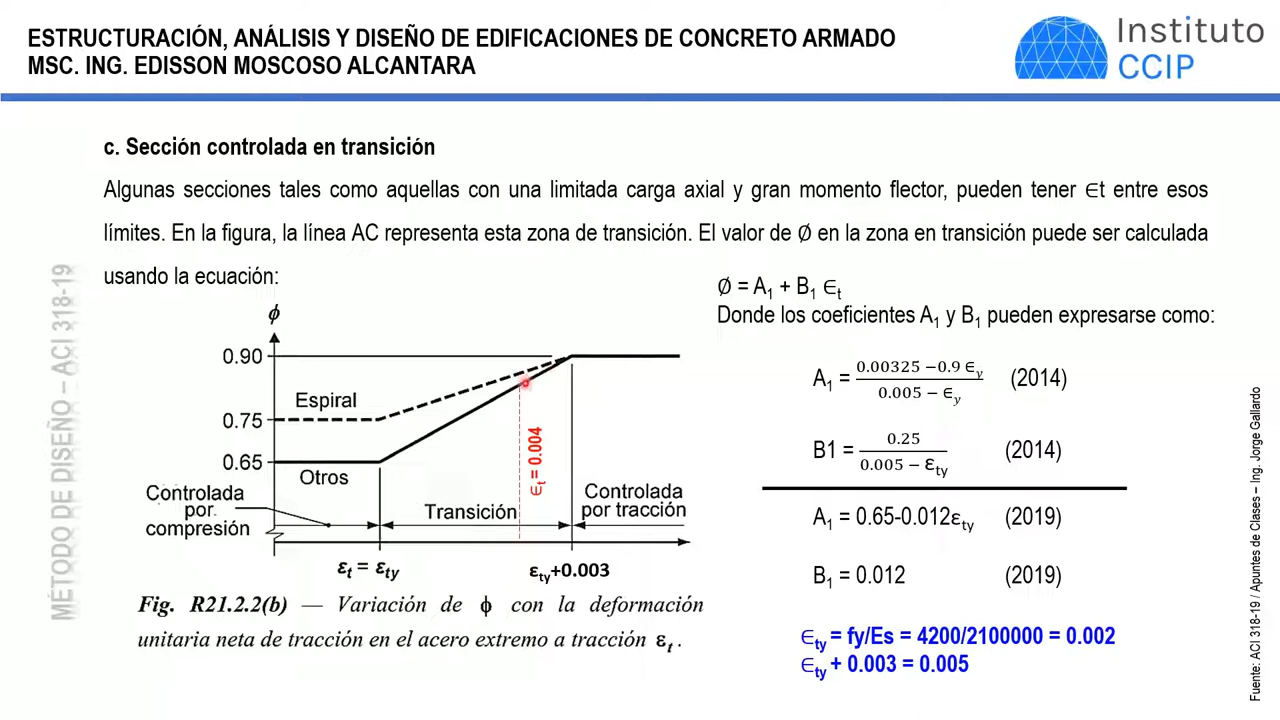 ESTRUCTURACIÓN, ANÁLISIS Y DISEÑO DE EDIFICACIONES DE CONCRETO ARMADO
MSC. ING. EDISSON MOSCOSO ALCANTARA
Instituto
CCIP
c. Sección controlada en transición
Algunas secciones tales como aquellas con una limitada carga axial y gran momento flector, pueden tener ∈t entre esos
límites. En la figura, la línea AC representa esta zona de transición. El valor de Ø en la zona en transición puede ser calculada
usando la ecuación:
MÉTODO DE DISEÑO – ACI 318-19
ϕ
0.90
0.75
0.65
Espiral
Otros
Controlada
por
compresión
Transición
∈t = 0.004
Controlada
por tracción
εt = εty
εty+0.003
Fig. R21.2.2(b) — Variación de ϕ con la deformación
unitaria neta de tracción en el acero extremo a tracción εt.
Ø = A1 + B1 ∈t
Donde los coeficientes A1 y B1 pueden expresarse como:
A1 = (0.00325 −0.9 ∈y)/(0.005 − ∈y) (2014)
B1 = 0.25/(0.005 − εty) (2014)
A1 = 0.65-0.012εty (2019)
B1 = 0.012 (2019)
∈ty = fy/Es = 4200/2100000 = 0.002
∈ty + 0.003 = 0.005
Fuente: ACI 318-19 / Apuntes de Clases – Ing. Jorge Gallardo